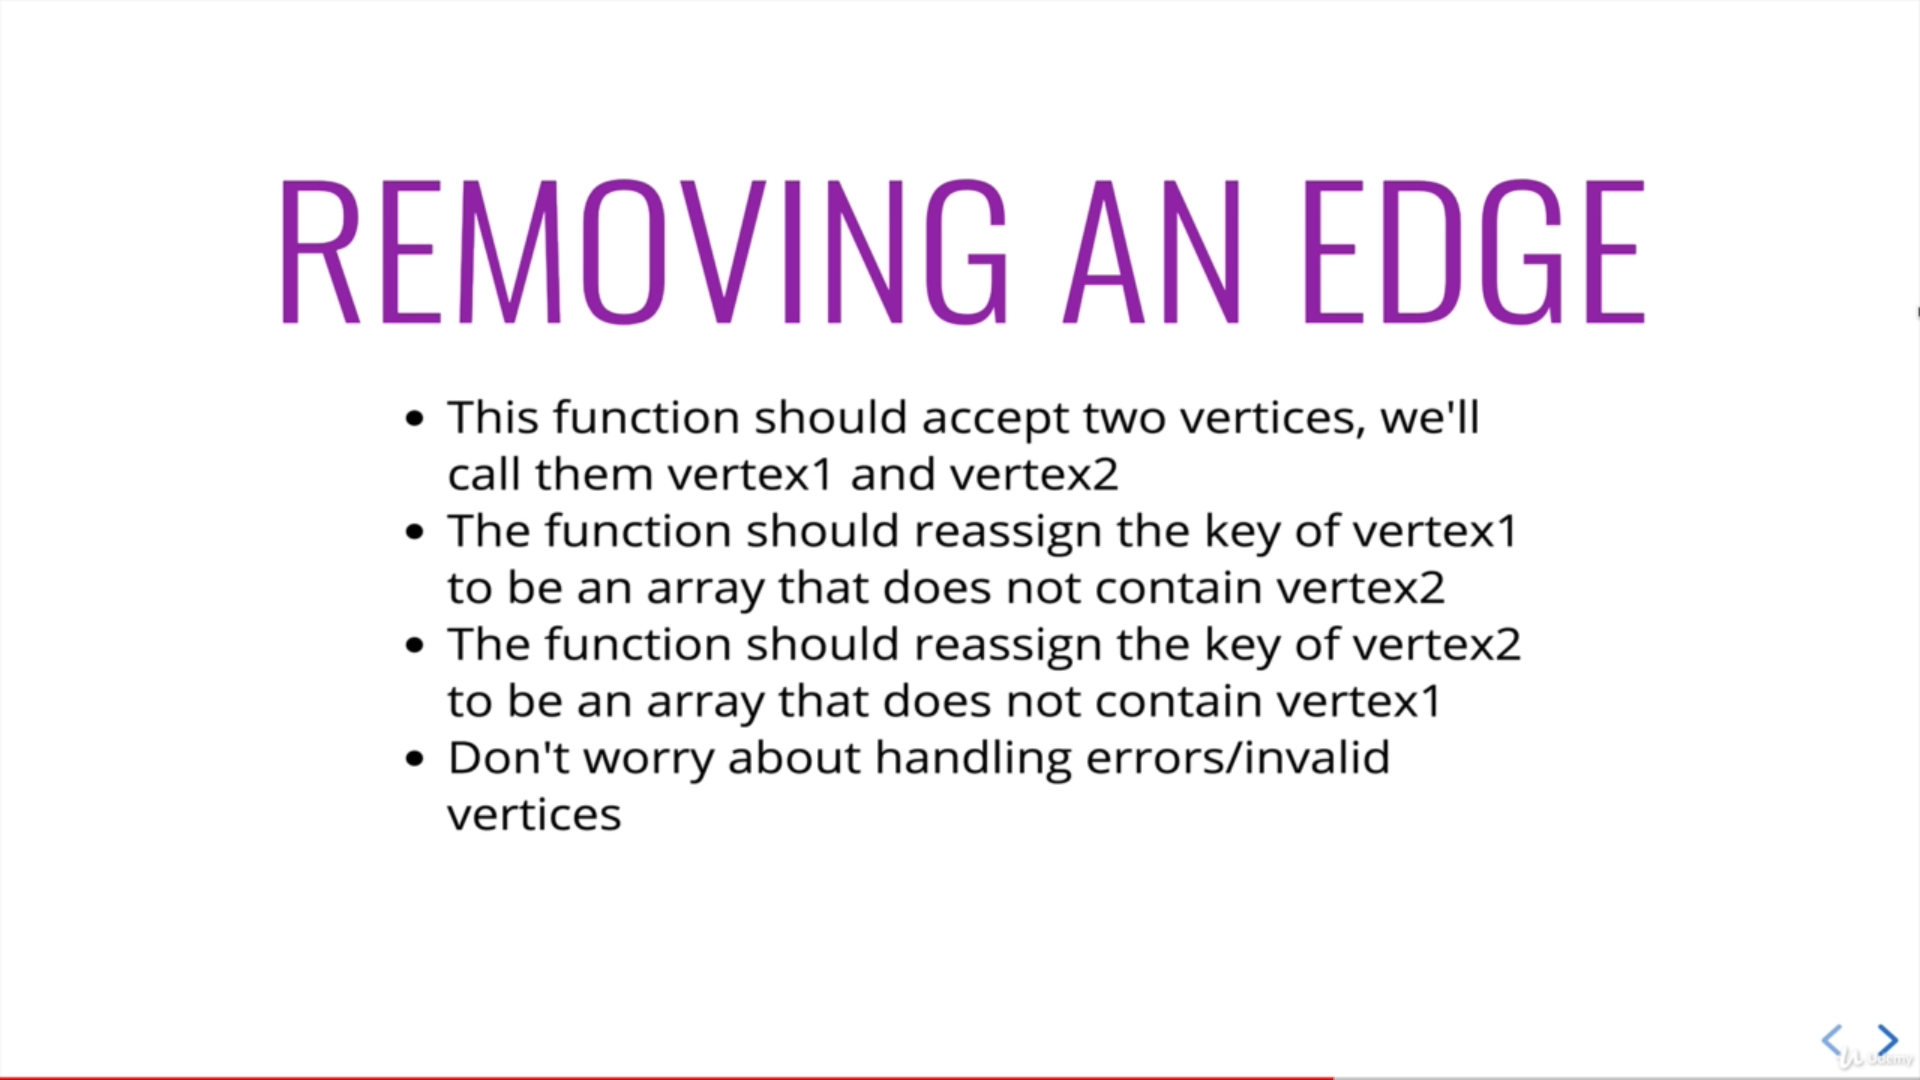 REMOVING AN EDGE
• This function should accept two vertices, we'll
call them vertex1 and vertex2
• The function should reassign the key of vertex1
to be an array that does not contain vertex2
• The function should reassign the key of vertex2
to be an array that does not contain vertex1
• Don't worry about handling errors/invalid
vertices
Udemy